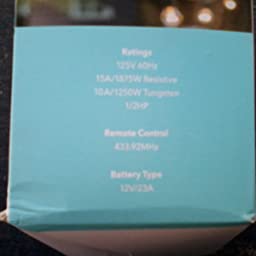 Ratings
125V 60Hz
15A/1875W Resistive
10A/1250W Tungsten
1/2HP
Remote Control
433.92MHz
Battery Type
12V/23A